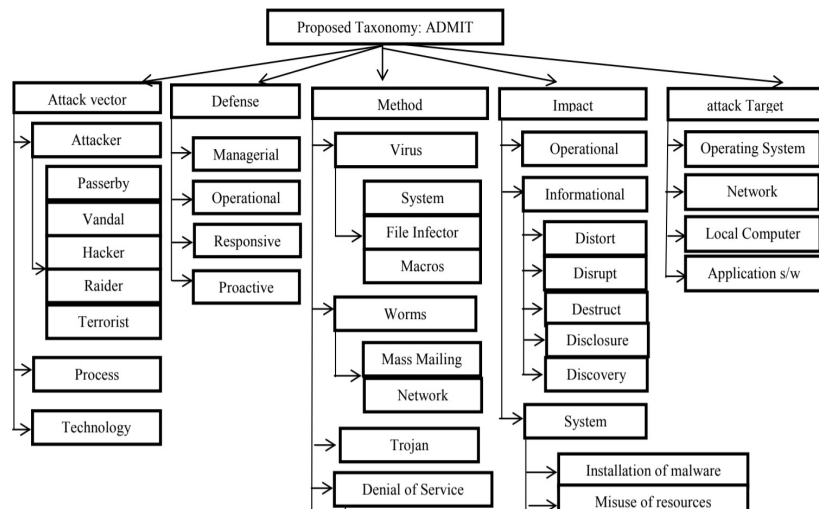 Proposed Taxonomy: ADMIT
Attack vector
Attacker
Passerby
Vandal
Hacker
Raider
Terrorist
Process
Technology
Defense
Managerial
Operational
Responsive
Proactive
Method
Virus
System
File Infector
Macros
Worms
Mass Mailing
Network
Trojan
Denial of Service
Impact
Operational
Informational
Distort
Disrupt
Destruct
Disclosure
Discovery
System
Installation of malware
Misuse of resources
attack Target
Operating System
Network
Local Computer
Application s/w